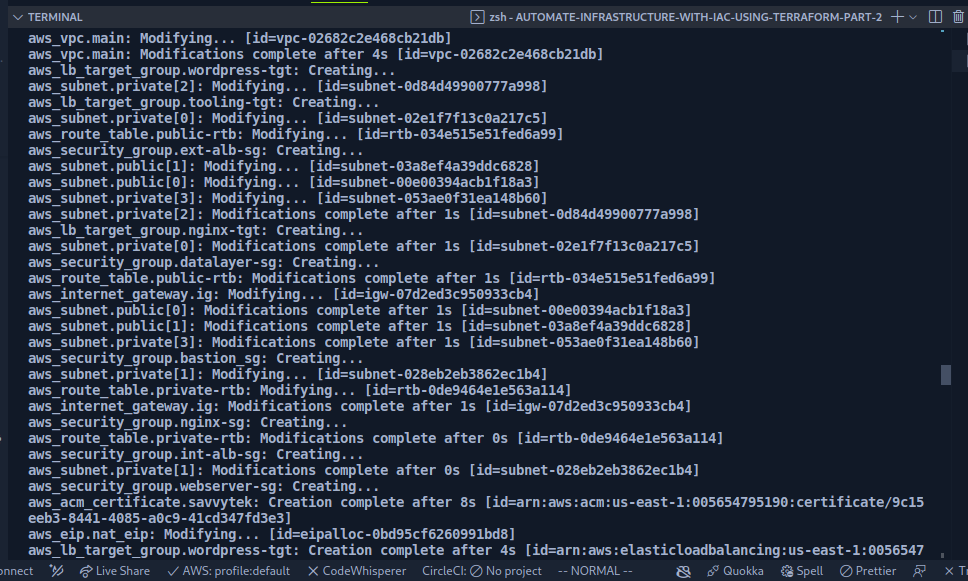 TERMINAL
zsh - AUTOMATE-INFRASTRUCTURE-WITH-IAC-USING-TERRAFORM-PART-2
aws_vpc.main: Modifying... [id=vpc-02682c2e468cb21db]
aws_vpc.main: Modifications complete after 4s [id=vpc-02682c2e468cb21db]
aws_lb_target_group.wordpress-tgt: Creating...
aws_subnet.private[2]: Modifying... [id=subnet-0d84d49900777a998]
aws_lb_target_group.tooling-tgt: Creating...
aws_subnet.private[0]: Modifying... [id=subnet-02e1f7f13c0a217c5]
aws_route_table.public-rtb: Modifying... [id=rtb-034e515e51fed6a99]
aws_security_group.ext-alb-sg: Creating...
aws_subnet.public[1]: Modifying... [id=subnet-03a8ef4a39ddc6828]
aws_subnet.public[0]: Modifying... [id=subnet-00e00394acb1f18a3]
aws_subnet.private[3]: Modifying... [id=subnet-053ae0f31ea148b60]
aws_subnet.private[2]: Modifications complete after 1s [id=subnet-0d84d49900777a998]
aws_lb_target_group.nginx-tgt: Creating...
aws_subnet.private[0]: Modifications complete after 1s [id=subnet-02e1f7f13c0a217c5]
aws_security_group.datalayer-sg: Creating...
aws_route_table.public-rtb: Modifications complete after 1s [id=rtb-034e515e51fed6a99]
aws_internet_gateway.ig: Modifying... [id=igw-07d2ed3c950933cb4]
aws_subnet.public[0]: Modifications complete after 1s [id=subnet-00e00394acb1f18a3]
aws_subnet.public[1]: Modifications complete after 1s [id=subnet-03a8ef4a39ddc6828]
aws_subnet.private[3]: Modifications complete after 1s [id=subnet-053ae0f31ea148b60]
aws_security_group.bastion_sg: Creating...
aws_subnet.private[1]: Modifying... [id=subnet-028eb2eb3862ec1b4]
aws_route_table.private-rtb: Modifying... [id=rtb-0de9464e1e563a114]
aws_internet_gateway.ig: Modifications complete after 1s [id=igw-07d2ed3c950933cb4]
aws_security_group.nginx-sg: Creating...
aws_route_table.private-rtb: Modifications complete after 0s [id=rtb-0de9464e1e563a114]
aws_security_group.int-alb-sg: Creating...
aws_subnet.private[1]: Modifications complete after 0s [id=subnet-028eb2eb3862ec1b4]
aws_security_group.webserver-sg: Creating...
aws_acm_certificate.savvytek: Creation complete after 8s [id=arn:aws:acm:us-east-1:005654795190:certificate/9c15
eeb3-8441-4085-a0c9-41cd347fd3e3]
aws_eip.nat_eip: Modifying... [id=eipalloc-0bd95cf6260991bd8]
aws_lb_target_group.wordpress-tgt: Creation complete after 4s [id=arn:aws:elasticloadbalancing:us-east-1:0056547
onnect Live Share AWS: profile:default CodeWhisperer CircleCI: No project -- NORMAL -- Quokka Spell Prettier